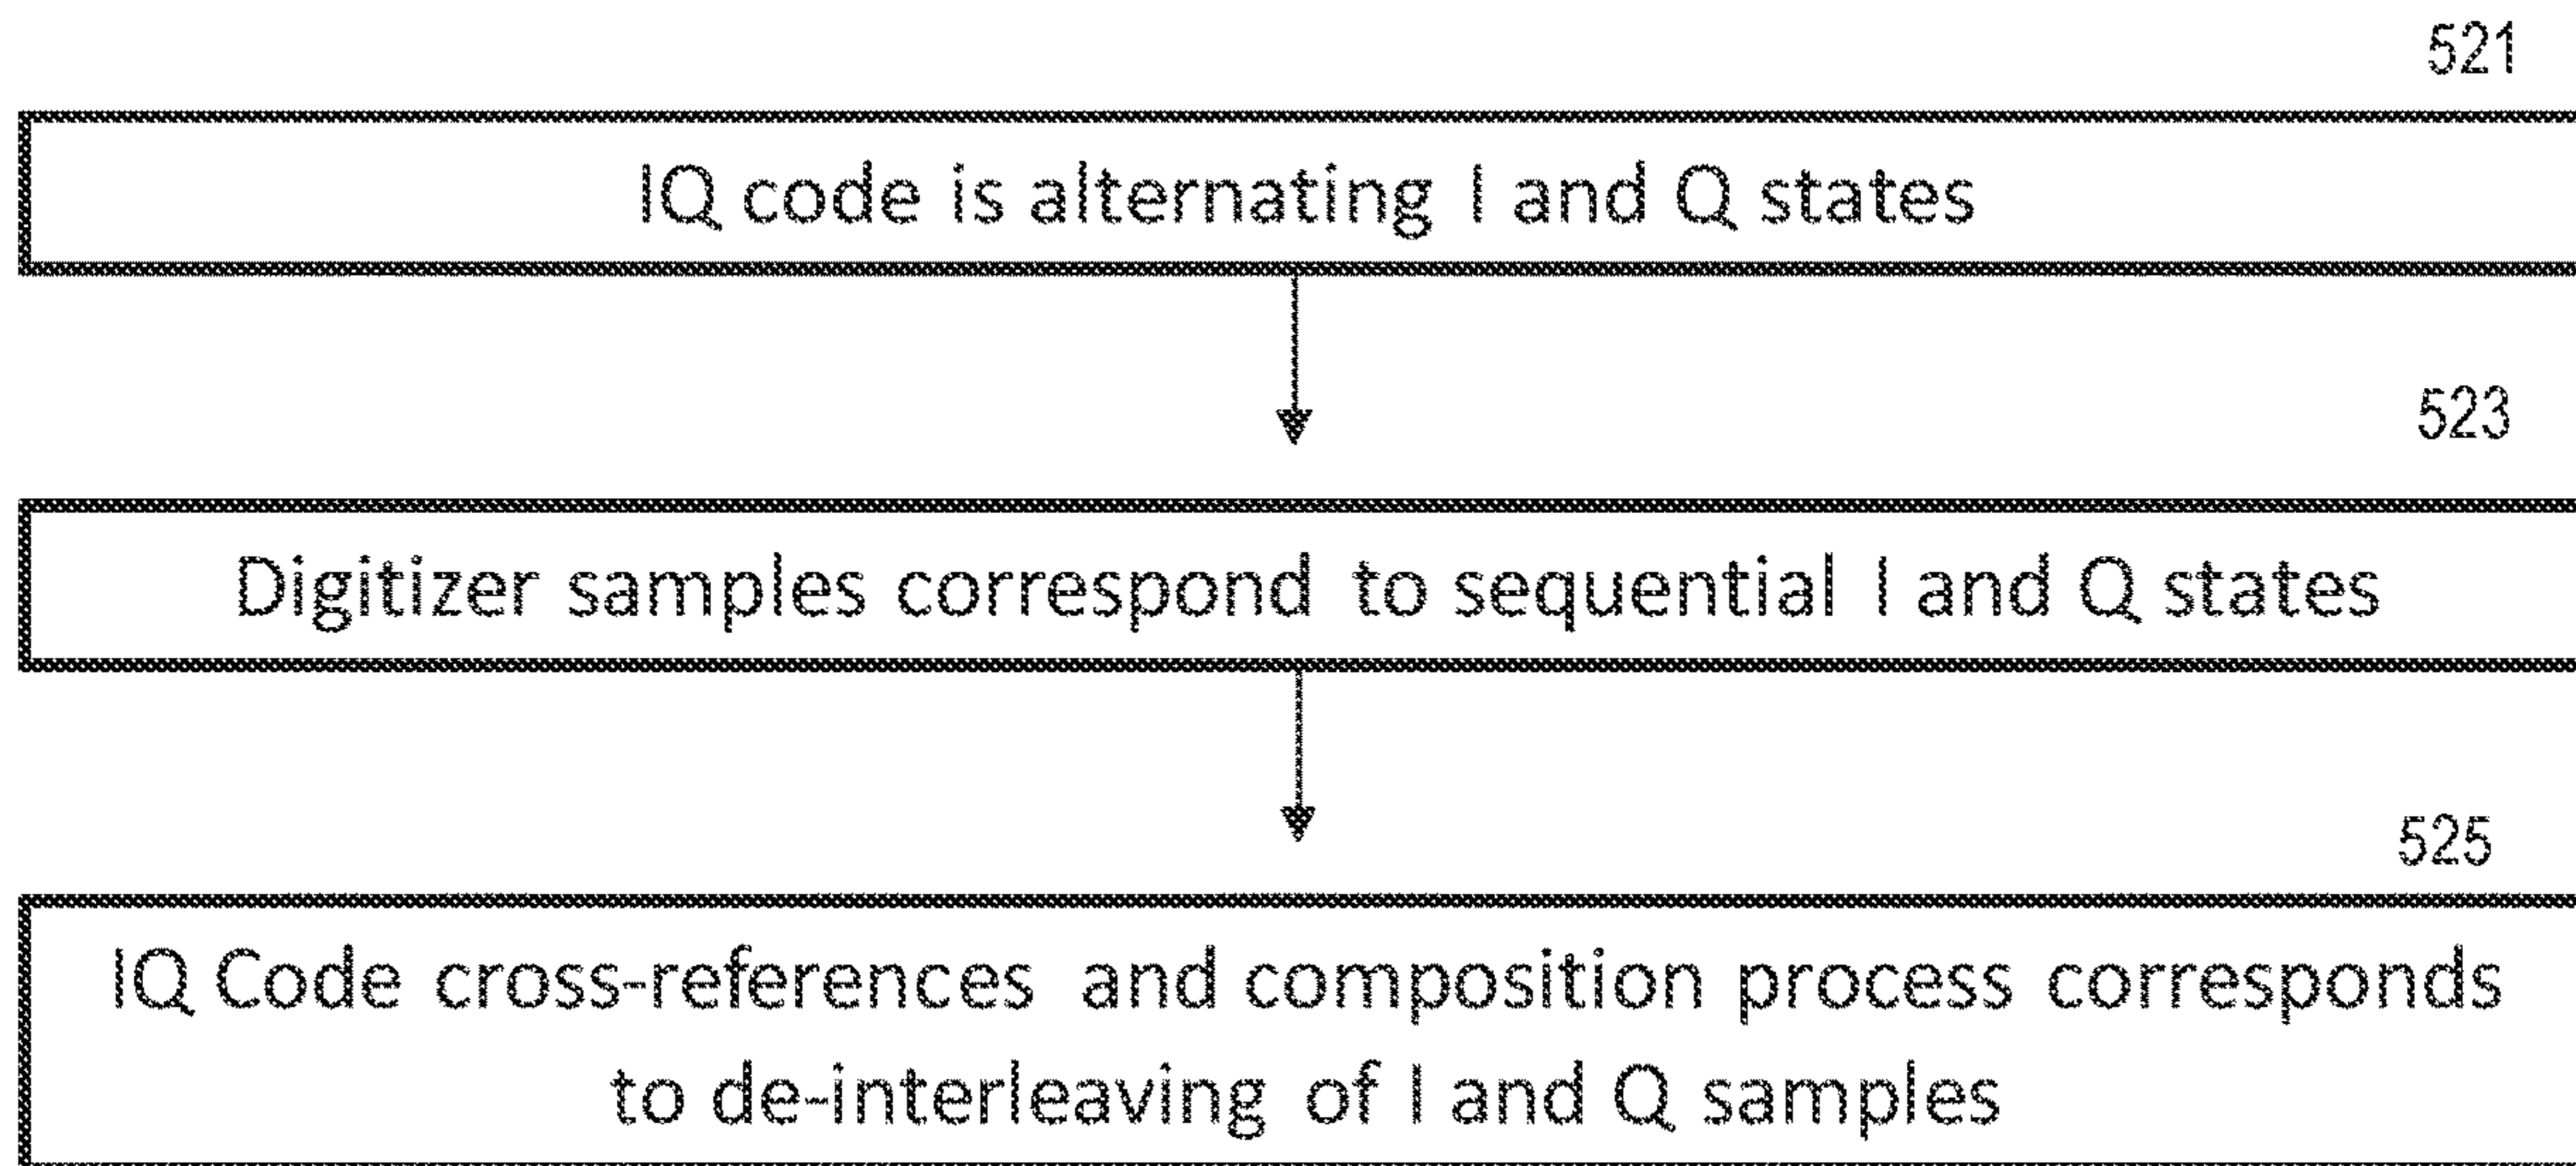 521
IQ code is alternating I and Q states
523
Digitizer samples correspond to sequential I and Q states
525
IQ Code cross-references and composition process corresponds
to de-interleaving of I and Q samples